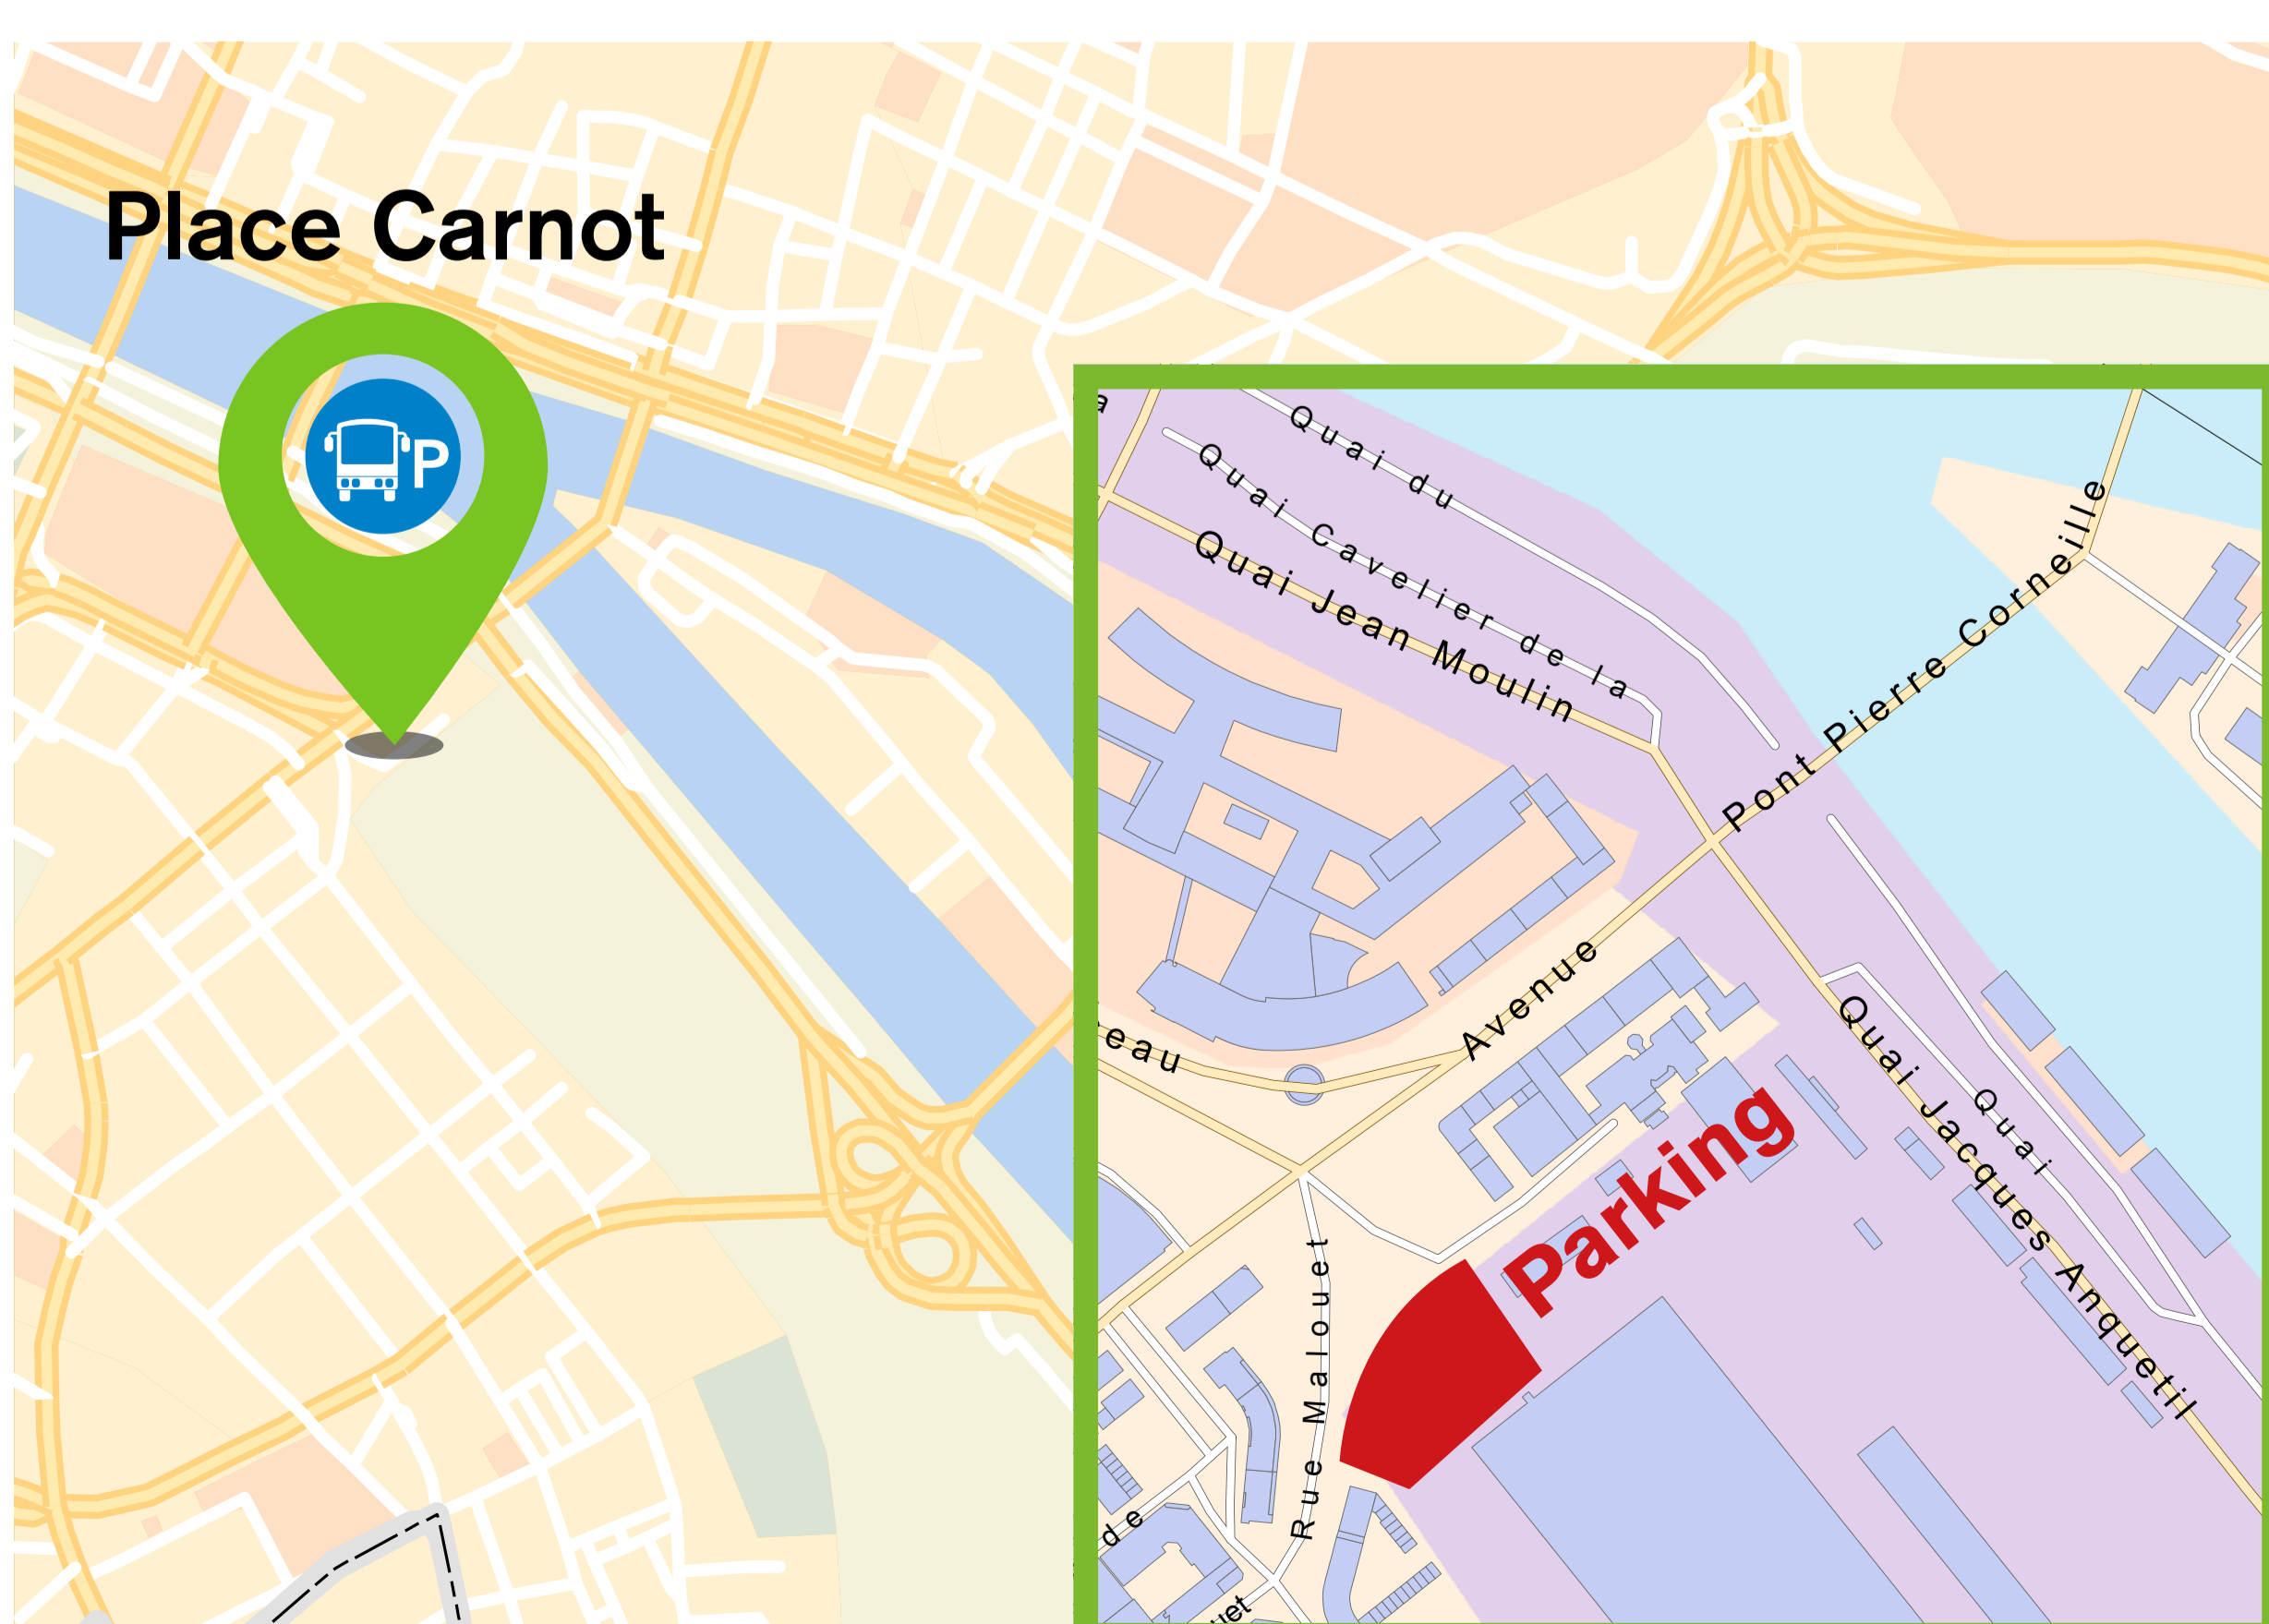 Place Carnot
P
a
Quai du
Quai Cavelier de la
Quai Jean Moulin
Pont Pierre Corneille
Avenue
eau
Quai Jacques Anquetil
Quai
Parking
Rue Malouet
de
uet